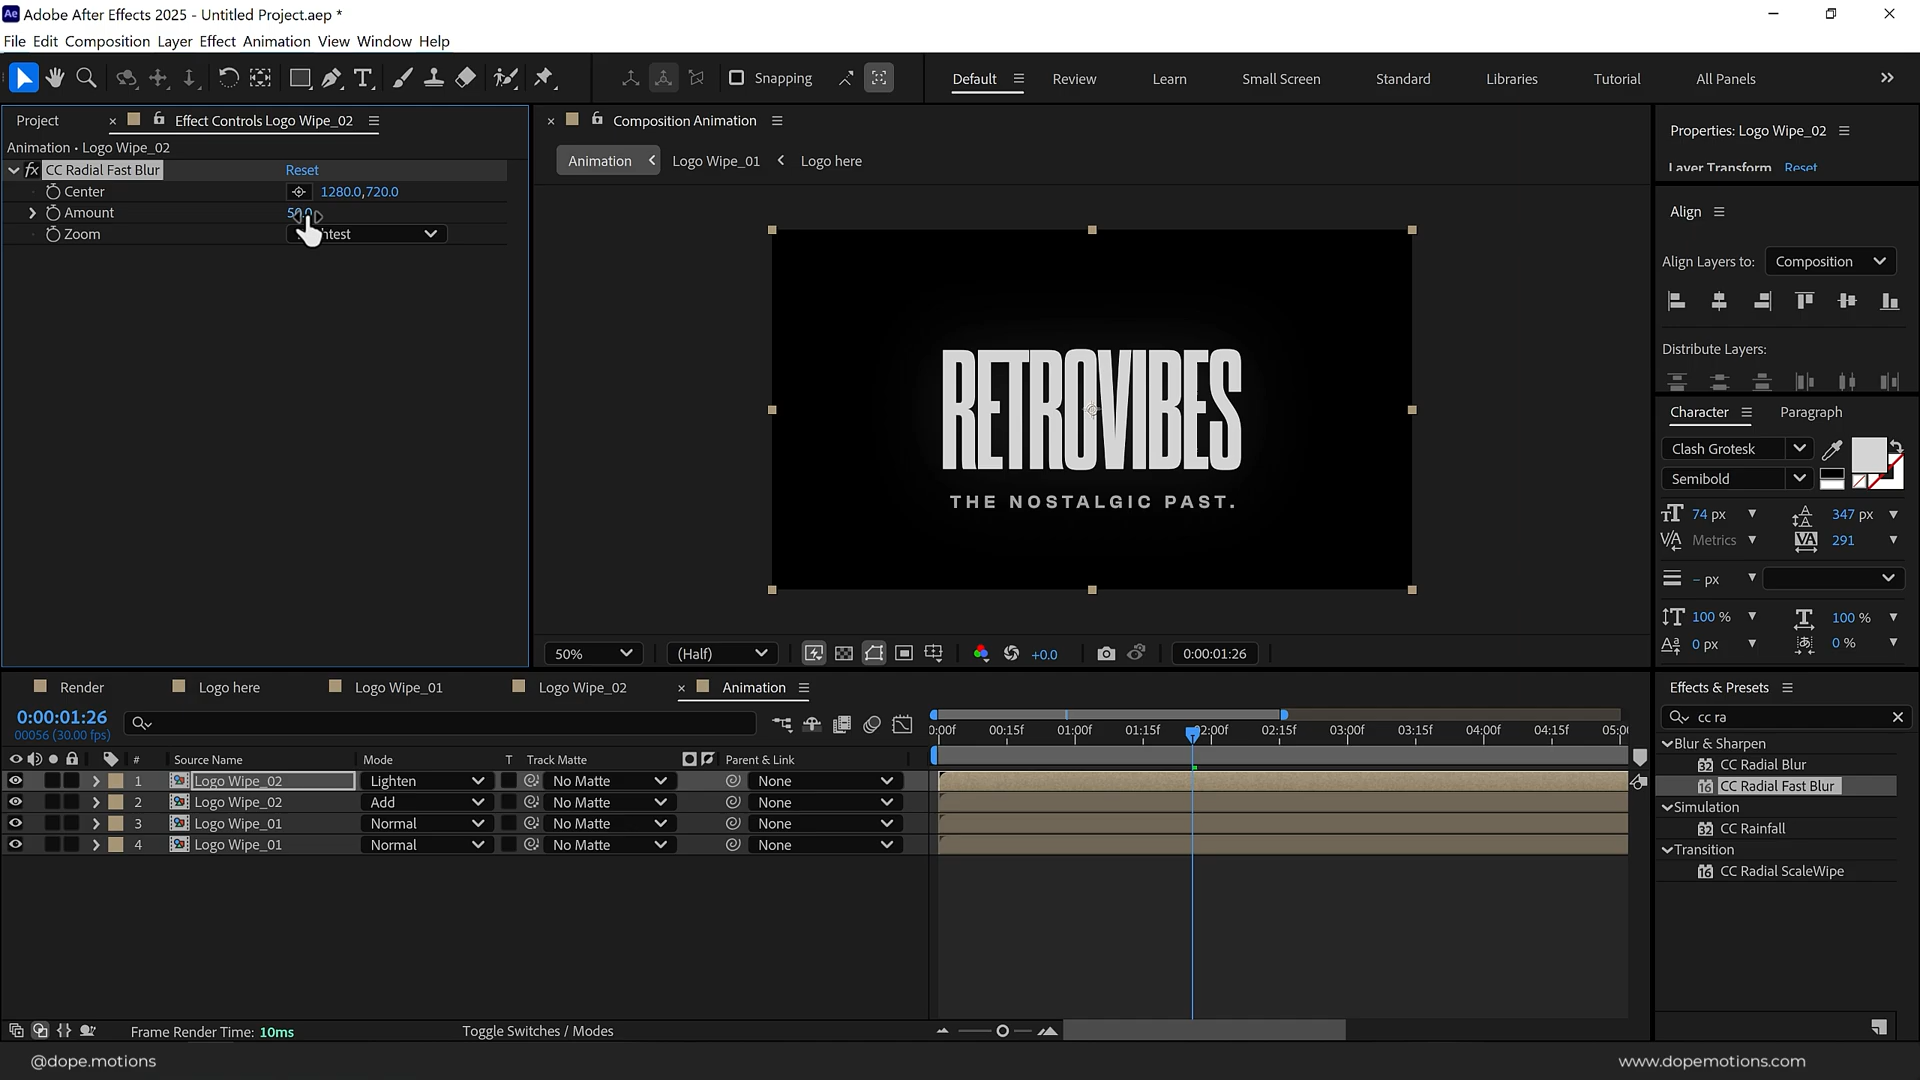 Ae Adobe After Effects 2025 - Untitled Project.aep *
File Edit Composition Layer Effect Animation View Window Help
Snapping
Default Review Learn Small Screen Standard Libraries Tutorial All Panels
Project × Effect Controls Logo Wipe_02
Animation • Logo Wipe_02
fx CC Radial Fast Blur Reset
Center 1280.0,720.0
Amount
Zoom
× Composition Animation
Animation Logo Wipe_01 Logo here
RETROVIBES
THE NOSTALGIC PAST.
50% (Half) +0.0 0:00:01:26
Properties: Logo Wipe_02
Layer Transform Reset
Align
Align Layers to: Composition
Distribute Layers:
Character Paragraph
Clash Grotesk
Semibold
74 px 347 px
Metrics 291
– px
100 % 100 %
0 px 0 %
Render Logo here Logo Wipe_01 Logo Wipe_02 × Animation
0:00:01:26
00056 (30.00 fps)
# Source Name Mode T Track Matte Parent & Link
1 Logo Wipe_02 Lighten No Matte None
2 Logo Wipe_02 Add No Matte None
3 Logo Wipe_01 Normal No Matte None
4 Logo Wipe_01 Normal No Matte None
:00f 00:15f 01:00f 01:15f 02:00f 02:15f 03:00f 03:15f 04:00f 04:15f
Frame Render Time: 10ms Toggle Switches / Modes
Effects & Presets
cc ra
Blur & Sharpen
32 CC Radial Blur
16 CC Radial Fast Blur
Simulation
32 CC Rainfall
Transition
16 CC Radial ScaleWipe
@dope.motions www.dopemotions.com